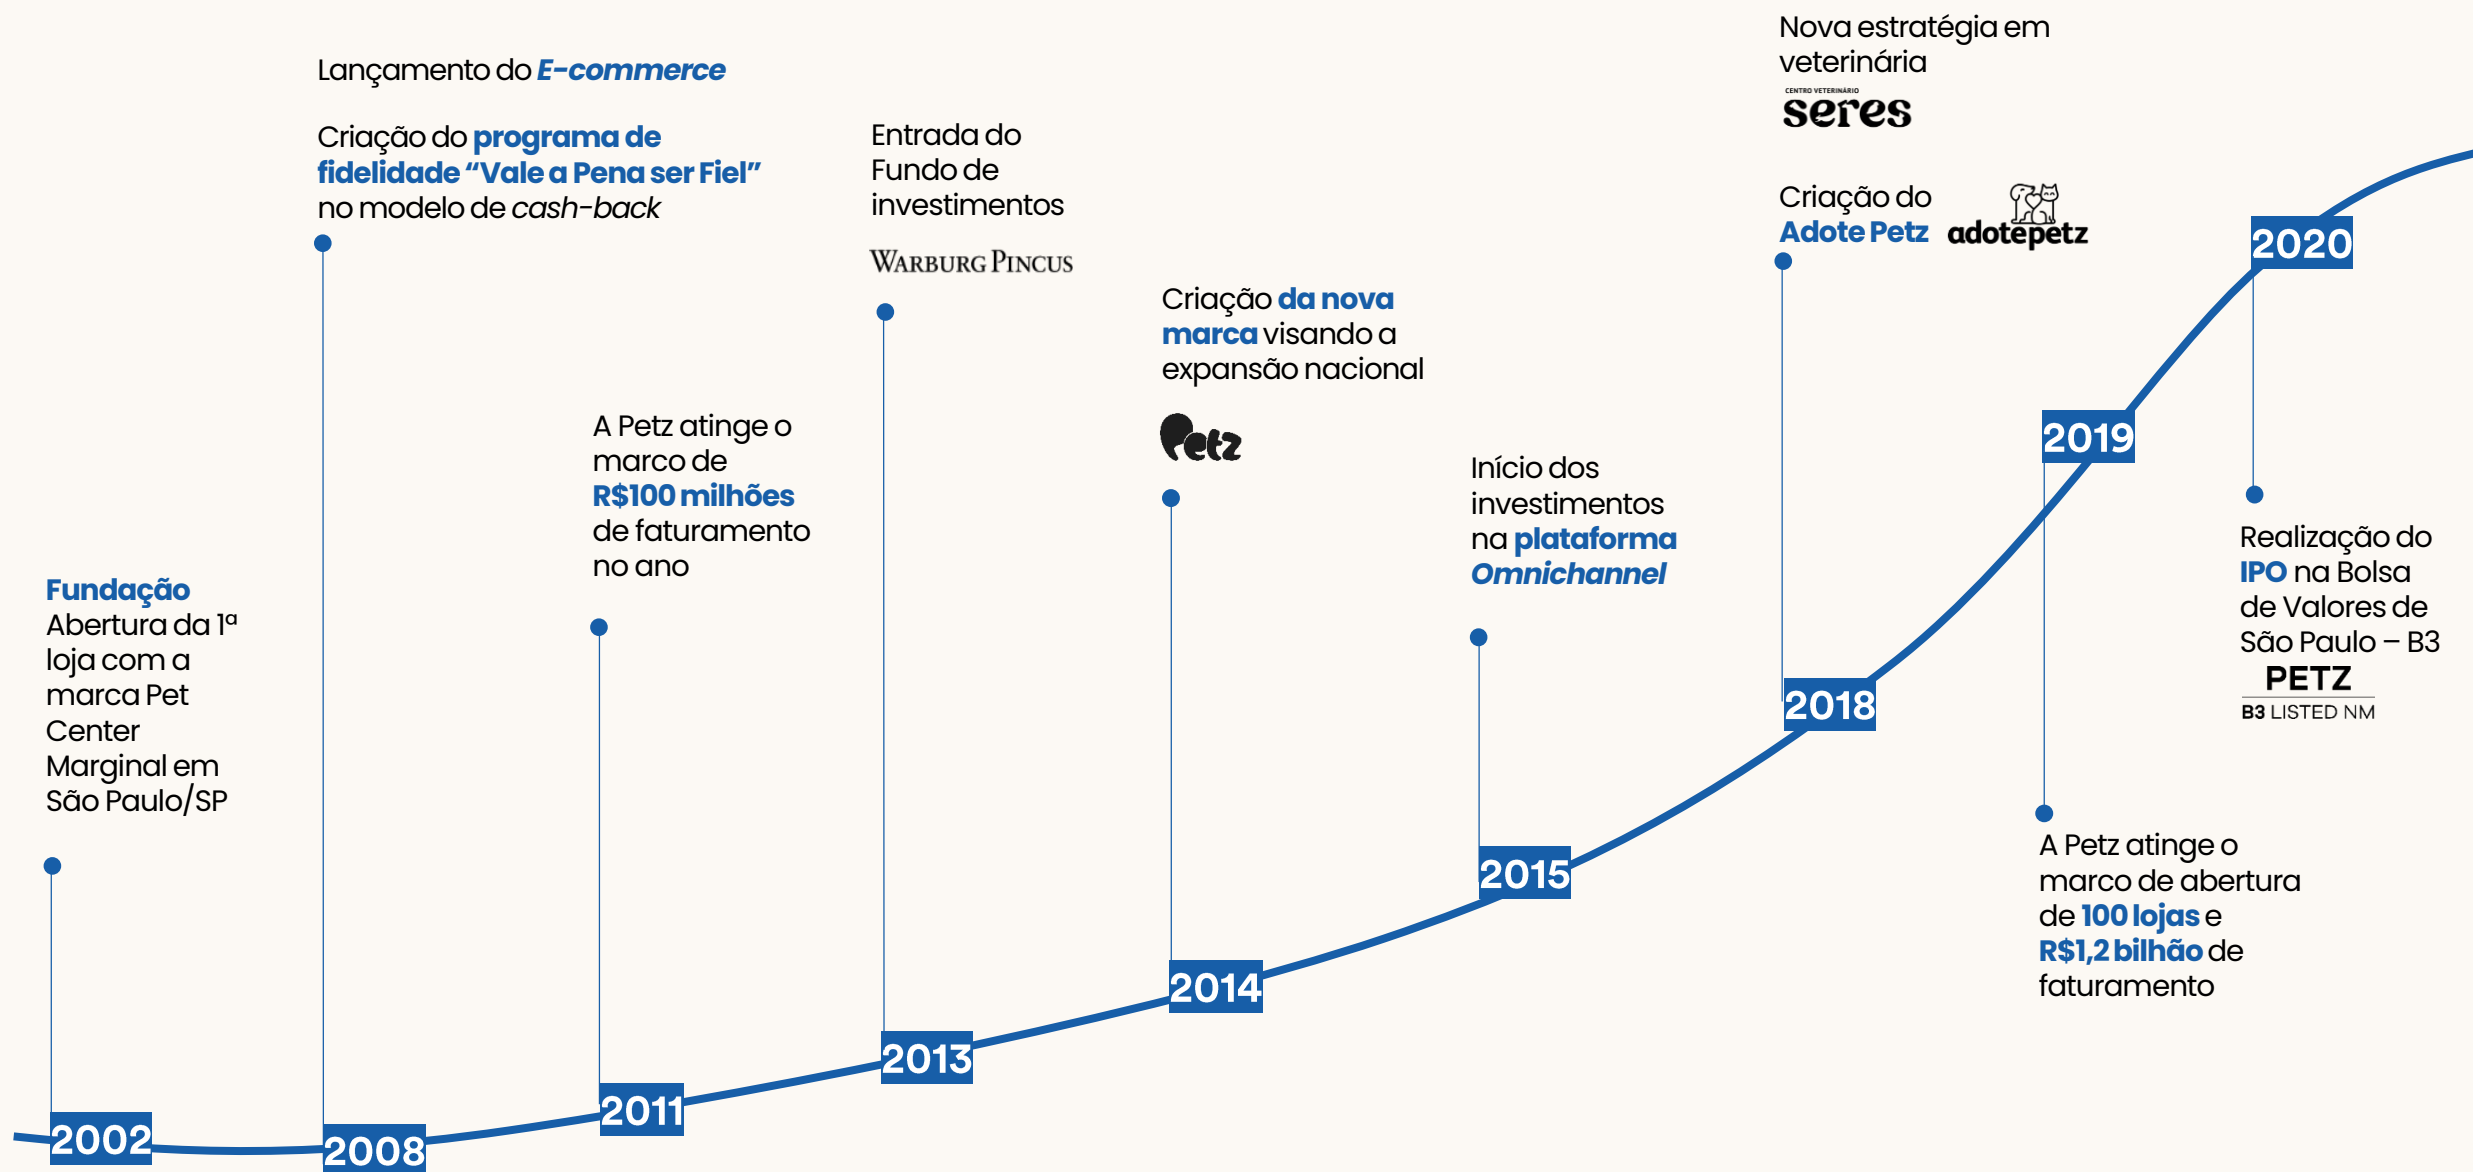 Fundação
Abertura da 1ª
loja com a
marca Pet
Center
Marginal em
São Paulo/SP
2002
Lançamento do E-commerce
Criação do programa de
fidelidade “Vale a Pena ser Fiel”
no modelo de cash-back
2008
A Petz atinge o
marco de
R$100 milhões
de faturamento
no ano
2011
Entrada do
Fundo de
investimentos
WARBURG PINCUS
2013
Criação da nova
marca visando a
expansão nacional
Petz
2014
Início dos
investimentos
na plataforma
Omnichannel
2015
Nova estratégia em
veterinária
CENTRO VETERINÁRIO
seres
Criação do
Adote Petz
adotepetz
2018
2019
A Petz atinge o
marco de abertura
de 100 lojas e
R$1,2 bilhão de
faturamento
2020
Realização do
IPO na Bolsa
de Valores de
São Paulo – B3
PETZ
B3 LISTED NM